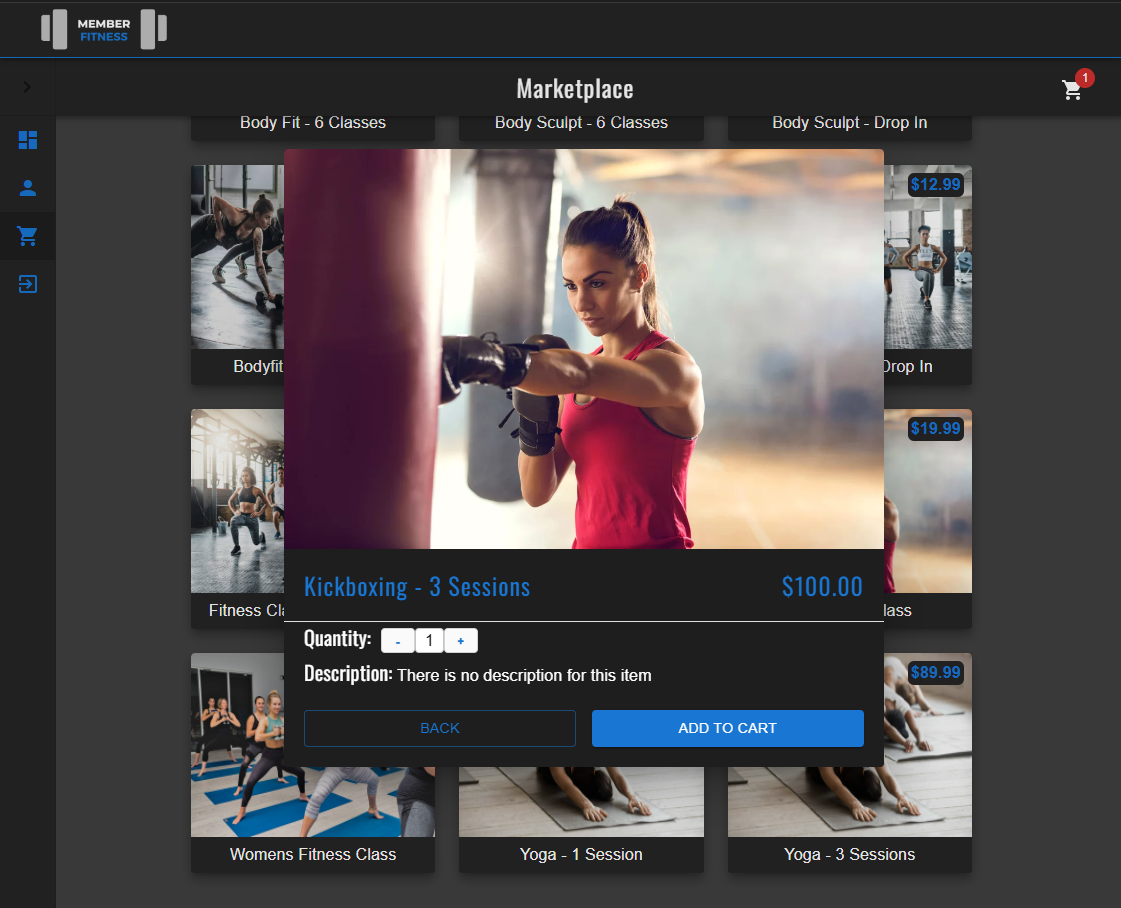 MEMBER
FITNESS
Marketplace
1
Body Fit - 6 Classes
Body Sculpt - 6 Classes
Body Sculpt - Drop In
$12.99
Bodyfit
Drop In
$19.99
Fitness Cla
lass
Kickboxing - 3 Sessions
$100.00
Quantity: - 1 +
Description: There is no description for this item
$89.99
BACK
ADD TO CART
Womens Fitness Class
Yoga - 1 Session
Yoga - 3 Sessions